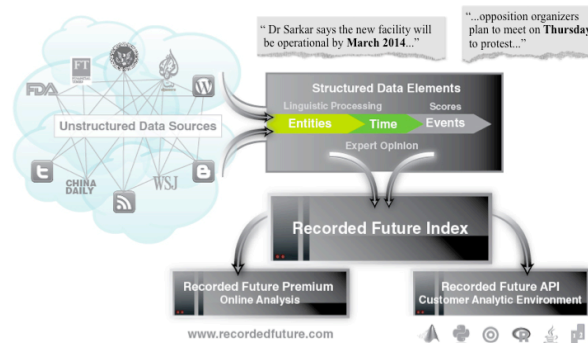 “ Dr Sarkar says the new facility will
be operational by March 2014...”
“...opposition organizers
plan to meet on Thursday
to protest...”
FT
FDA
Unstructured Data Sources
CHINA
DAILY
WSJ
Structured Data Elements
Linguistic Processing
Scores
Entities
Time
Events
Expert Opinion
Recorded Future Index
Recorded Future Premium
Online Analysis
Recorded Future API
Customer Analytic Environment
www.recordedfuture.com